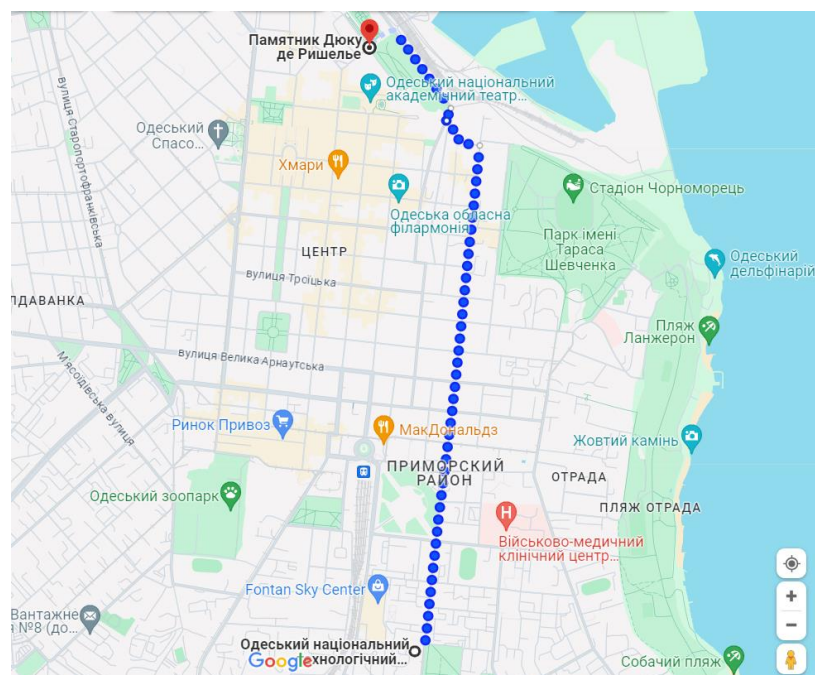 Памятник Дюку
де Ришелье
Одеський національний
академічний театр...
Одеський
Спасо...
вулиця Старопортофранківська
Хмари
Стадіон Чорноморець
Одеська обласна
філармонія
Парк імені
Тараса
Шевченка
ЦЕНТР
Одеський
дельфінарій
вулиця Троїцька
ЛДАВАНКА
Пляж
Ланжерон
вулиця Велика Арнаутська
М'ясоїдівська вулиця
Ринок Привоз
МакДональдз
Жовтий камінь
ПРИМОРСКИЙ
РАЙОН
ОТРАДА
Одеський зоопарк
ПЛЯЖ ОТРАДА
H
Військово-медичний
клінічний центр...
Fontan Sky Center
Вантажне
я №8 (до...
Одеський національний
Google
хнологічний...
Собачий пляж